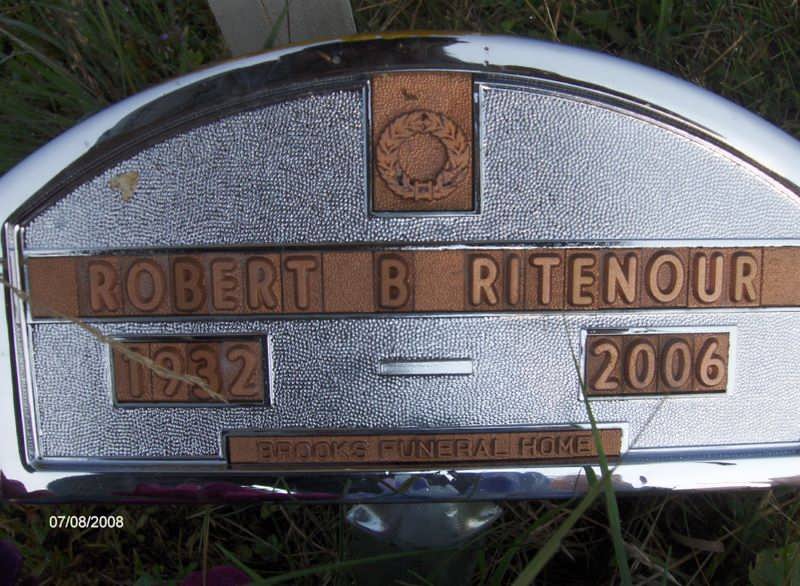 ROBERT B RITENOUR
1932 — 2006
BROOKS FUNERAL HOME
07/08/2008